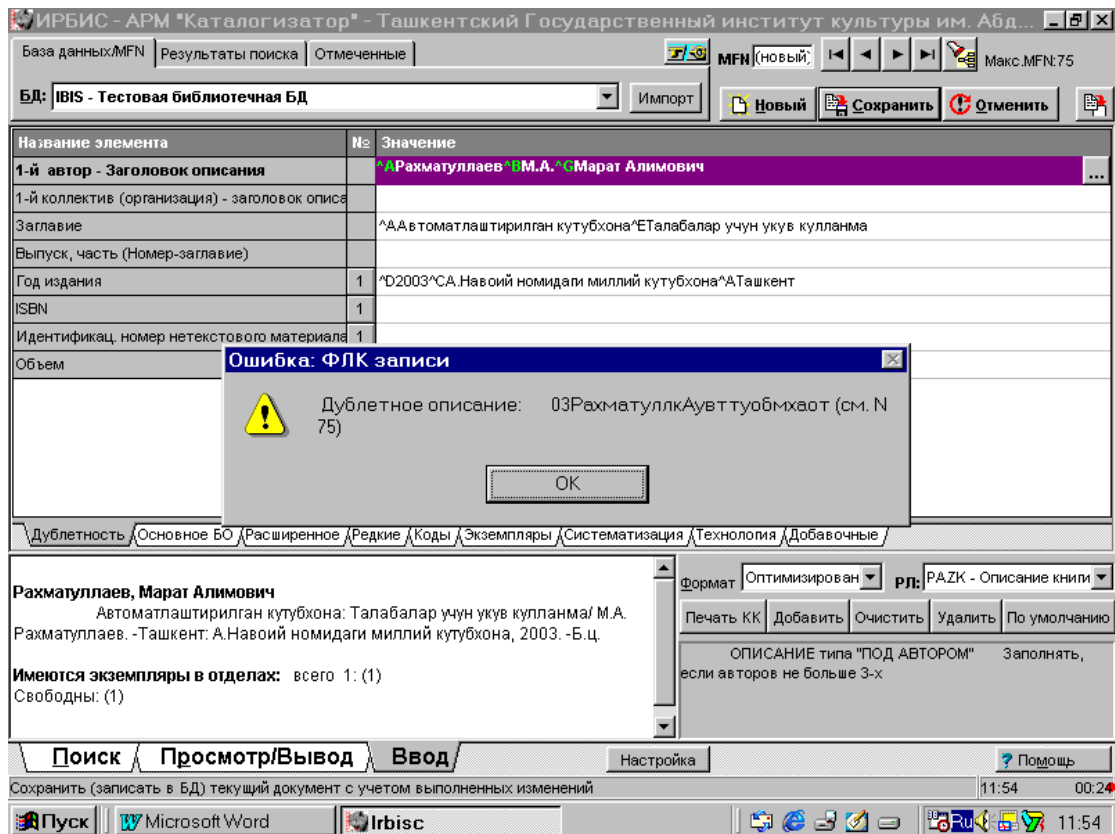 ИРБИС - АРМ "Каталогизатор" - Ташкентский Государственный институт культуры им. Абд...
База данных/MFN Результаты поиска Отмеченные MFN (новый) Макс.MFN:75
БД: IBIS - Тестовая библиотечная БД Импорт Новый Сохранить Отменить
Название элемента № Значение
1-й автор - Заголовок описания ^AРахматуллаев^BМ.А.^GМарат Алимович ...
1-й коллектив (организация) - заголовок описа
Заглавие ^AАвтоматлаштирилган кутубхона^EТалабалар учун укув кулланма
Выпуск, часть (Номер-заглавие)
Год издания 1 ^D2003^CА.Навоий номидаги миллий кутубхона^AТашкент
ISBN 1
Идентификац. номер нетекстового материала 1
Объем
Ошибка: ФЛК записи
Дублетное описание: 03РахматуллкАувттуобмхаот (см. N
75)
OK
Дублетность Основное БО Расширенное Редкие Коды Экземпляры Систематизация Технология Добавочные
Рахматуллаев, Марат Алимович
Автоматлаштирилган кутубхона: Талабалар учун укув кулланма/ М.А.
Рахматуллаев. -Ташкент: А.Навоий номидаги миллий кутубхона, 2003. -Б.ц.
Имеются экземпляры в отделах: всего 1: (1)
Свободны: (1)
Формат Оптимизирован РЛ: PAZK - Описание книги
Печать КК Добавить Очистить Удалить По умолчанию
ОПИСАНИЕ типа "ПОД АВТОРОМ" Заполнять,
если авторов не больше 3-х
Поиск Просмотр/Вывод Ввод Настройка ? Помощь
Сохранить (записать в БД) текущий документ с учетом выполненных изменений 11:54 00:24
Пуск Microsoft Word Irbisc Ru 11:54